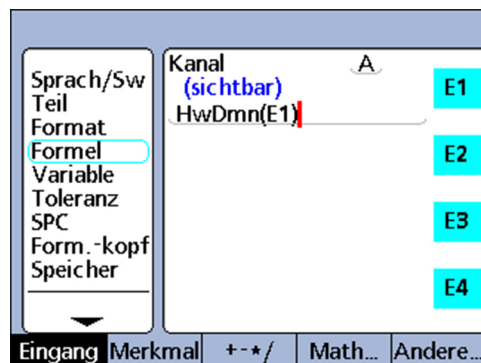 Sprach/Sw
Teil
Format
Formel
Variable
Toleranz
SPC
Form.-kopf
Speicher
Kanal A
(sichtbar)
HwDmn(E1)
E1
E2
E3
E4
Eingang Merkmal +-*/ Math... Andere...